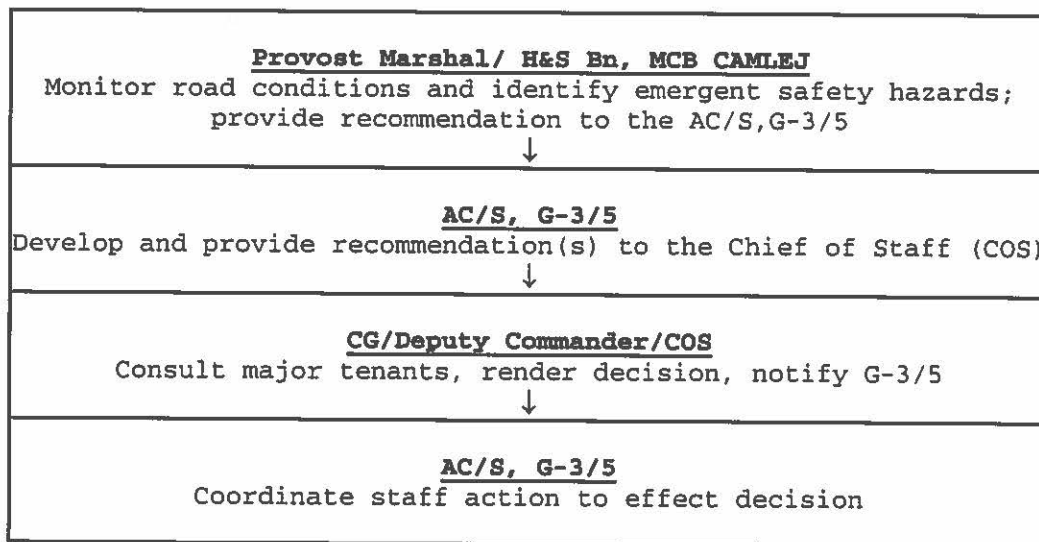 Provost Marshal/ H&S Bn, MCB CAMLEJ
Monitor road conditions and identify emergent safety hazards;
provide recommendation to the AC/S,G-3/5
↓
AC/S, G-3/5
Develop and provide recommendation(s) to the Chief of Staff (COS)
↓
CG/Deputy Commander/COS
Consult major tenants, render decision, notify G-3/5
↓
AC/S, G-3/5
Coordinate staff action to effect decision